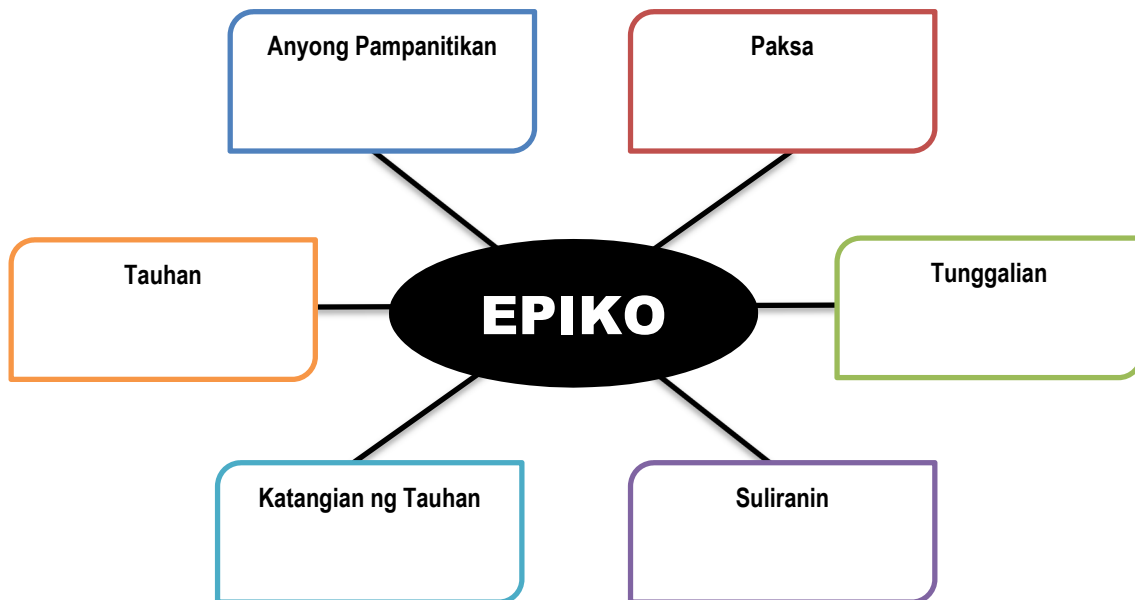 Anyong Pampanitikan
Paksa
Tauhan
EPIKO
Tunggalian
Katangian ng Tauhan
Suliranin